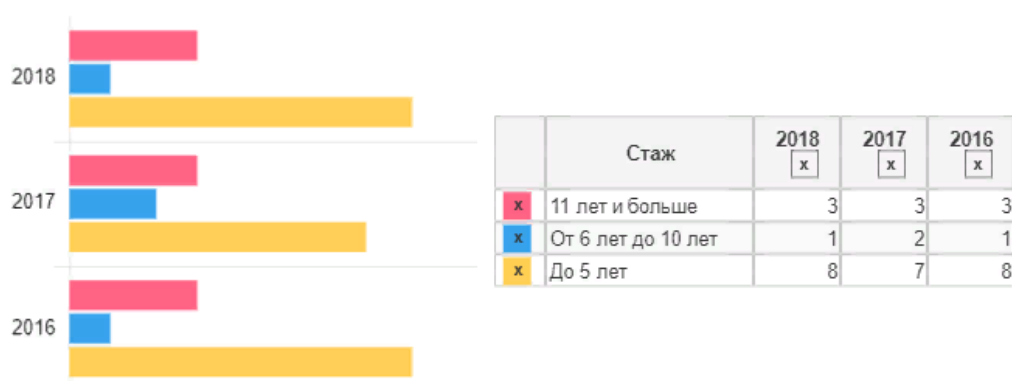 2018
2017
2016
Стаж 2018 2017 2016
x x x
x 11 лет и больше 3 3 3
x От 6 лет до 10 лет 1 2 1
x До 5 лет 8 7 8